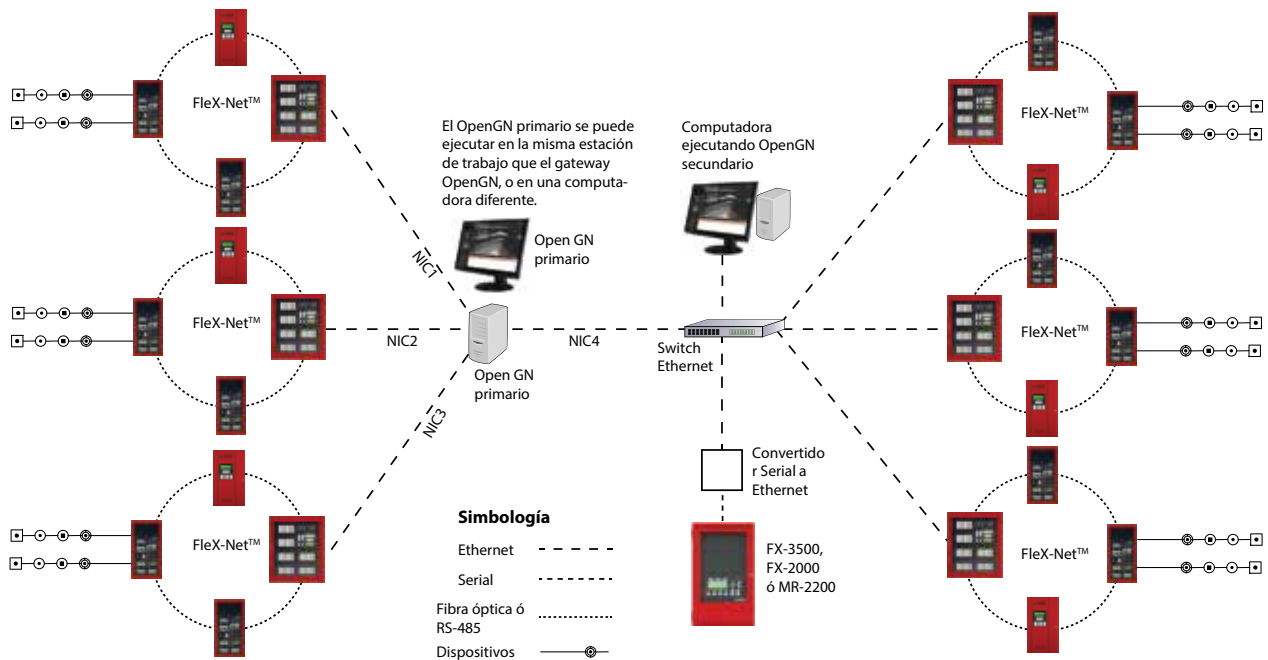 FleX-Net™
FleX-Net™
FleX-Net™
El OpenGN primario se puede
ejecutar en la misma estación
de trabajo que el gateway
OpenGN, o en una computa-
dora diferente.
Open GN
primario
NIC1
NIC2
NIC3
Open GN
primario
NIC4
Computadora
ejecutando OpenGN
secundario
Switch
Ethernet
Convertido
r Serial a
Ethernet
FX-3500,
FX-2000
ó MR-2200
FleX-Net™
FleX-Net™
FleX-Net™
Simbología
Ethernet
Serial
Fibra óptica ó
RS-485
Dispositivos